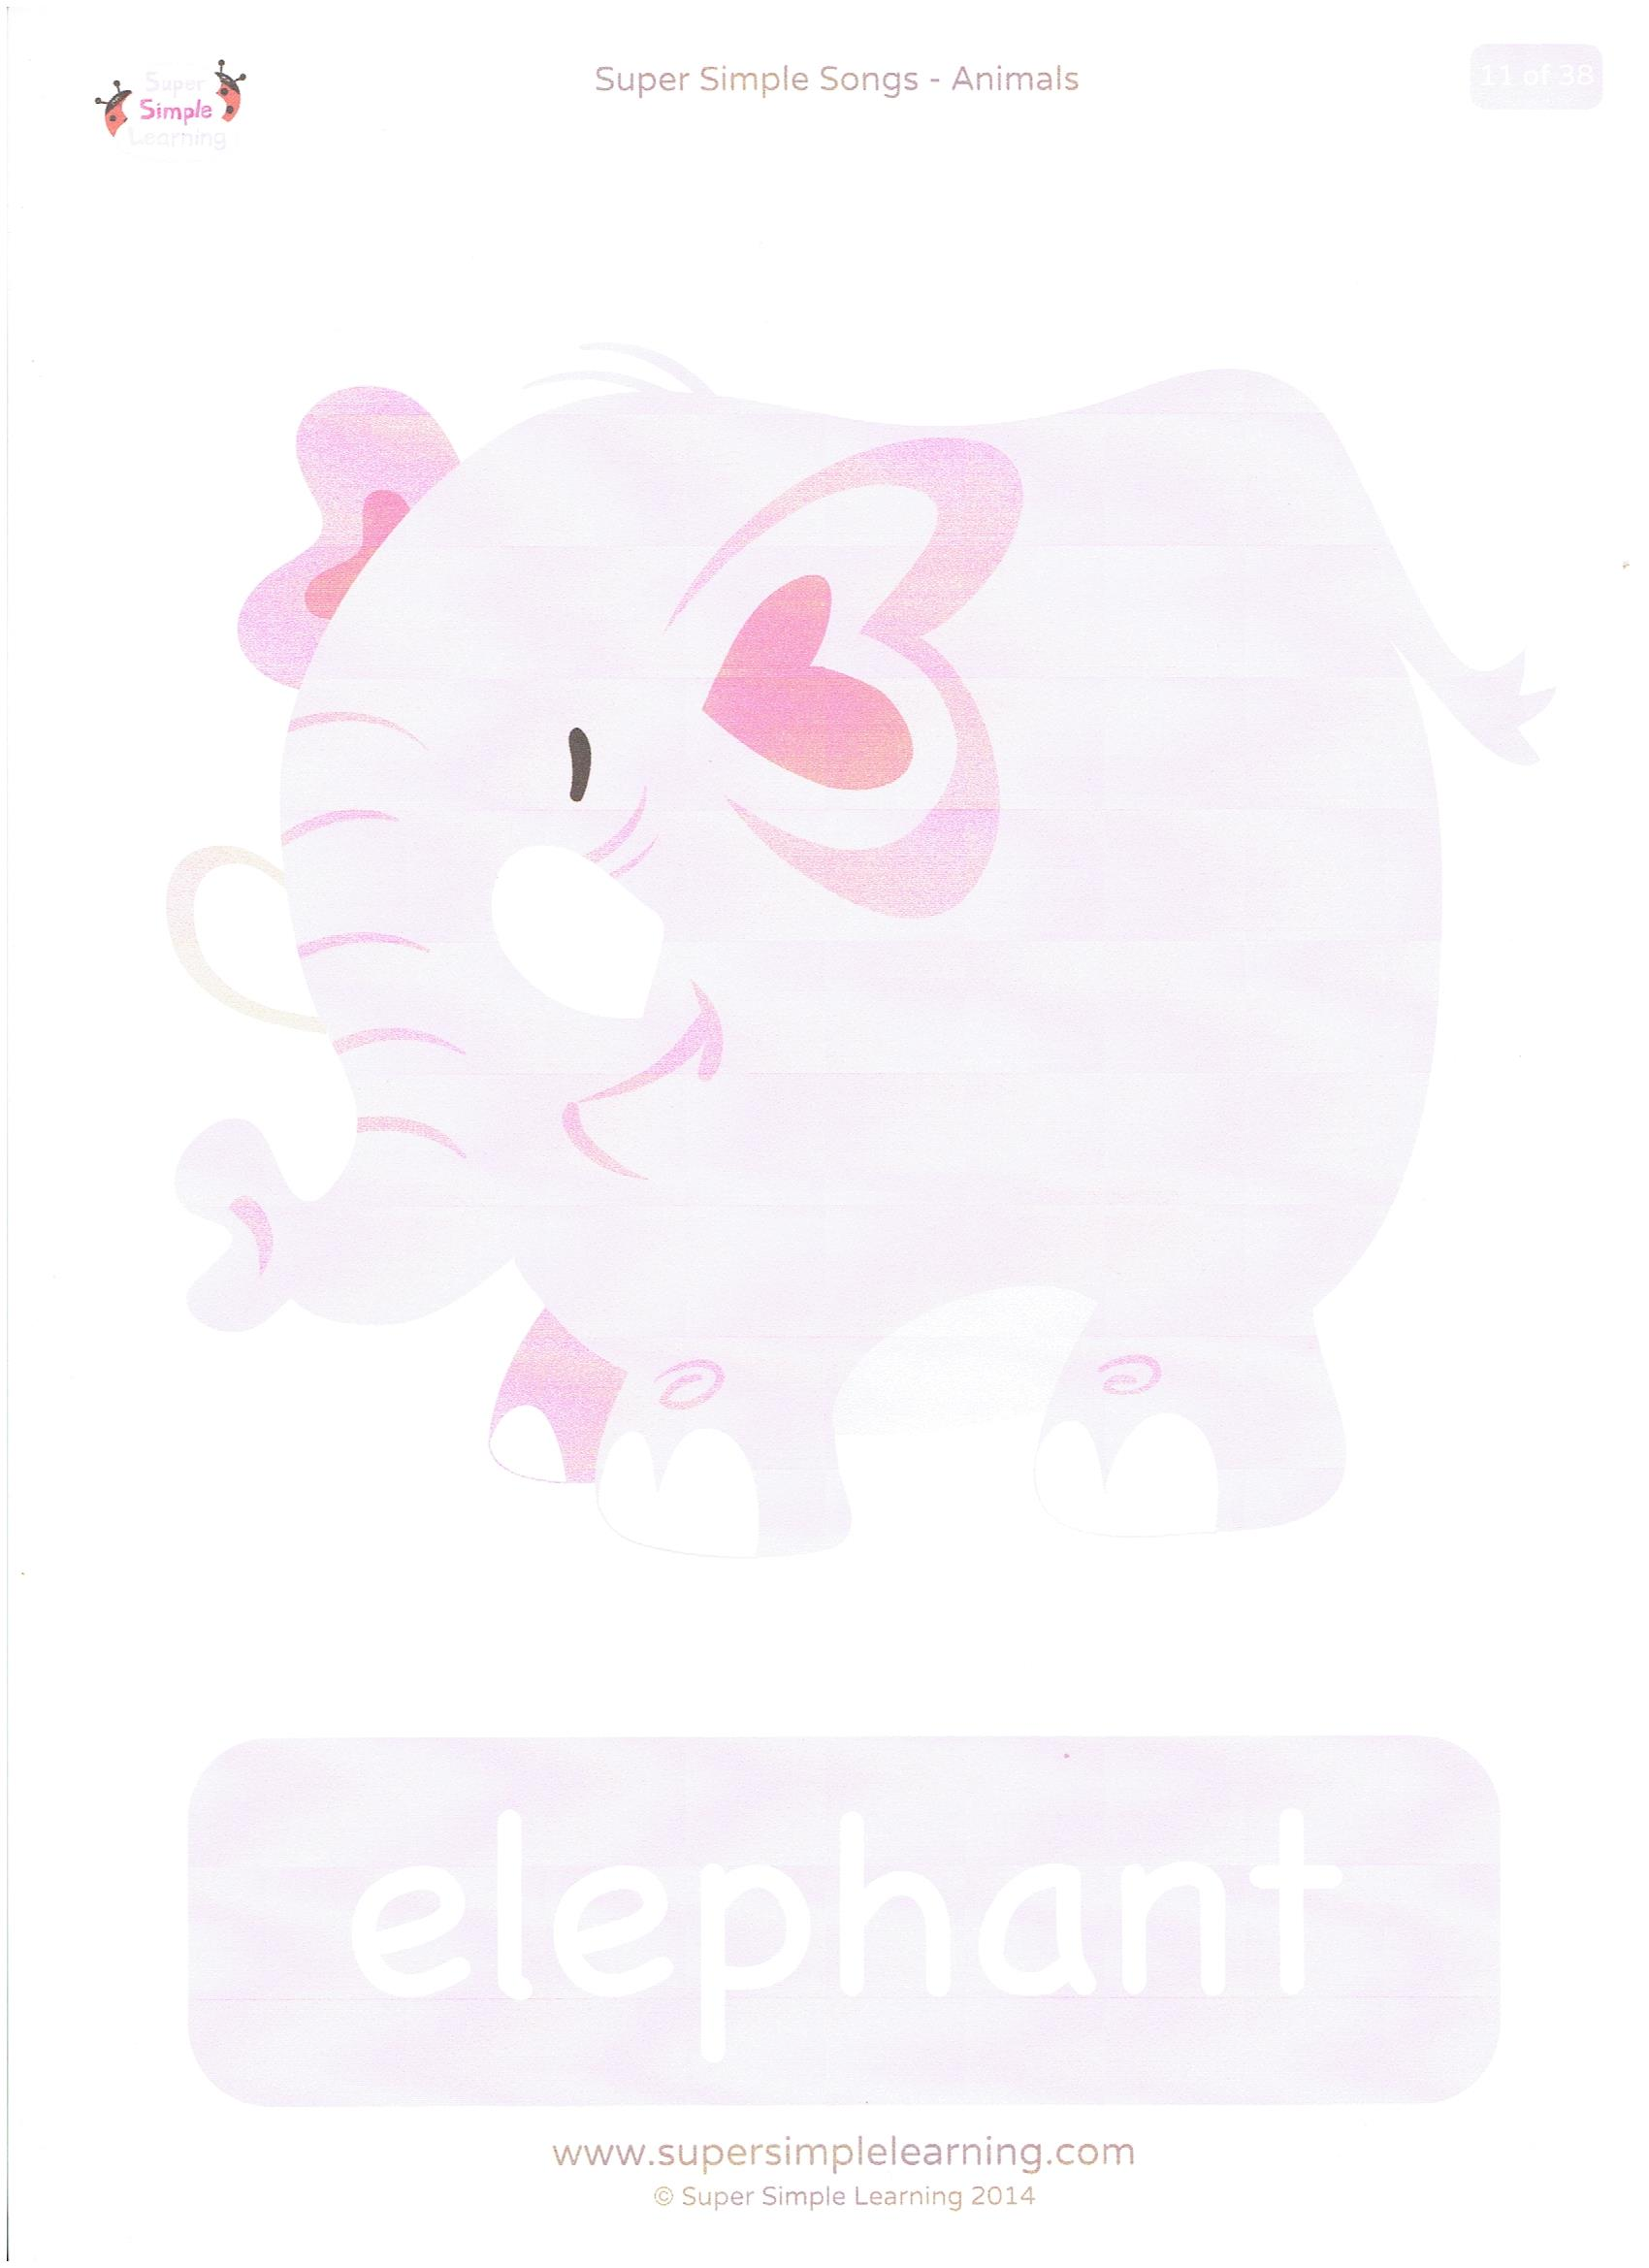 Super
Simple
Learning
Super Simple Songs - Animals
11 of 38
elephant
www.supersimplelearning.com
© Super Simple Learning 2014